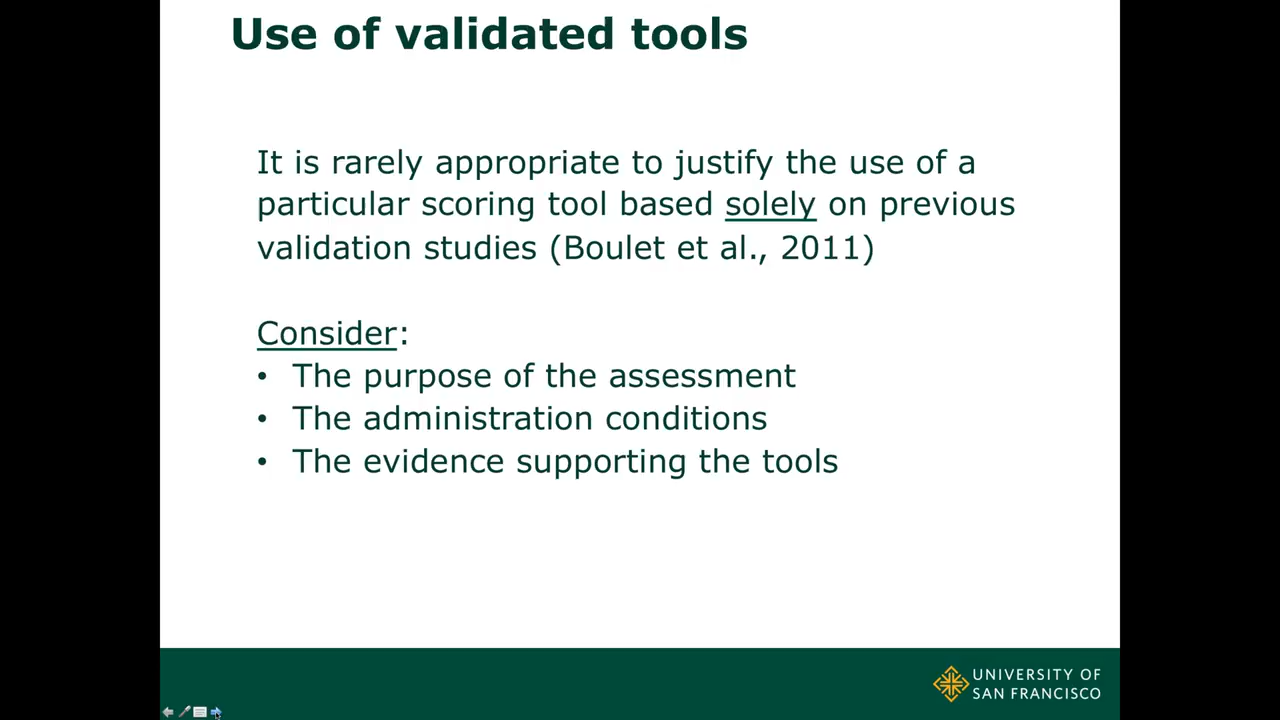 Use of validated tools
It is rarely appropriate to justify the use of a
particular scoring tool based solely on previous
validation studies (Boulet et al., 2011)
Consider:
• The purpose of the assessment
• The administration conditions
• The evidence supporting the tools
UNIVERSITY OF
SAN FRANCISCO